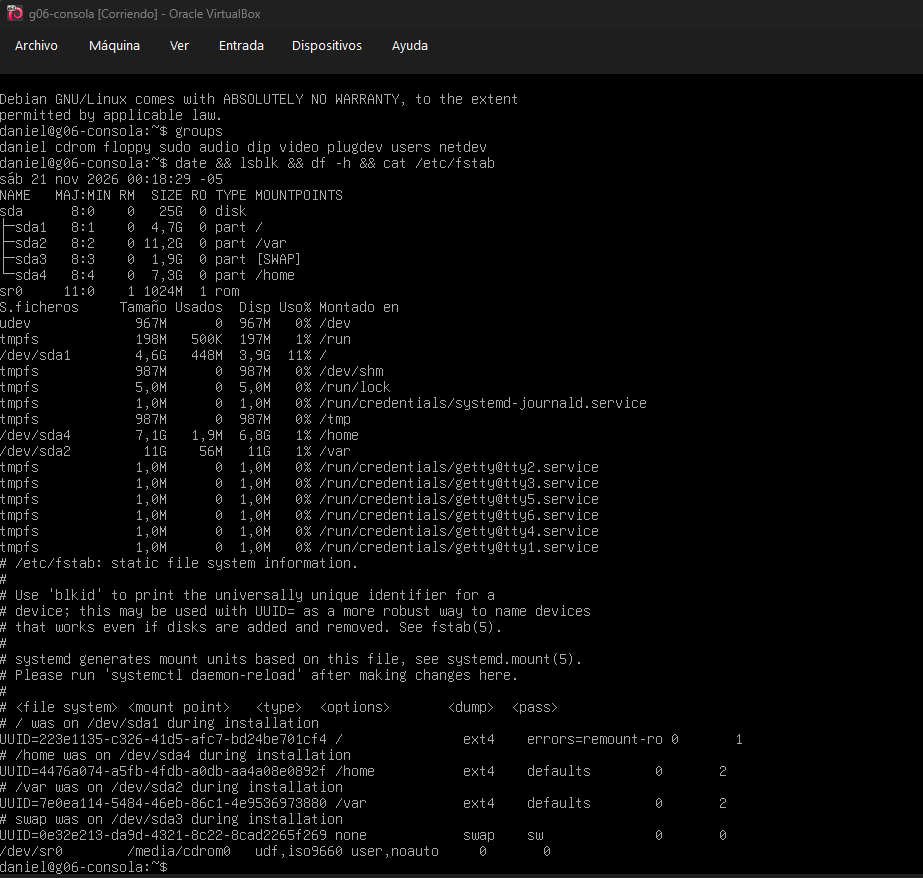 g06-consola [Corriendo] - Oracle VirtualBox
Archivo Máquina Ver Entrada Dispositivos Ayuda
Debian GNU/Linux comes with ABSOLUTELY NO WARRANTY, to the extent
permitted by applicable law.
daniel@g06-consola:~$ groups
daniel cdrom floppy sudo audio dip video plugdev users netdev
daniel@g06-consola:~$ date && lsblk && df -h && cat /etc/fstab
sáb 21 nov 2026 00:18:29 -05
NAME   MAJ:MIN RM  SIZE RO TYPE MOUNTPOINTS
sda      8:0    0   25G  0 disk
├─sda1   8:1    0  4,7G  0 part /
├─sda2   8:2    0 11,2G  0 part /var
├─sda3   8:3    0  1,9G  0 part [SWAP]
└─sda4   8:4    0  7,3G  0 part /home
sr0     11:0    1 1024M  1 rom
S.ficheros     Tamaño Usados  Disp Uso% Montado en
udev             967M      0  967M   0% /dev
tmpfs            198M   500K  197M   1% /run
/dev/sda1        4,6G   448M  3,9G  11% /
tmpfs            987M      0  987M   0% /dev/shm
tmpfs            5,0M      0  5,0M   0% /run/lock
tmpfs            1,0M      0  1,0M   0% /run/credentials/systemd-journald.service
tmpfs            987M      0  987M   0% /tmp
/dev/sda4        7,1G   1,9M  6,8G   1% /home
/dev/sda2         11G    56M   11G   1% /var
tmpfs            1,0M      0  1,0M   0% /run/credentials/getty@tty2.service
tmpfs            1,0M      0  1,0M   0% /run/credentials/getty@tty3.service
tmpfs            1,0M      0  1,0M   0% /run/credentials/getty@tty5.service
tmpfs            1,0M      0  1,0M   0% /run/credentials/getty@tty6.service
tmpfs            1,0M      0  1,0M   0% /run/credentials/getty@tty4.service
tmpfs            1,0M      0  1,0M   0% /run/credentials/getty@tty1.service
# /etc/fstab: static file system information.
#
# Use 'blkid' to print the universally unique identifier for a
# device; this may be used with UUID= as a more robust way to name devices
# that works even if disks are added and removed. See fstab(5).
#
# systemd generates mount units based on this file, see systemd.mount(5).
# Please run 'systemctl daemon-reload' after making changes here.
#
# <file system> <mount point>   <type>  <options>       <dump>  <pass>
# / was on /dev/sda1 during installation
UUID=223e1135-c326-41d5-afc7-bd24be701cf4 /               ext4    errors=remount-ro 0       1
# /home was on /dev/sda4 during installation
UUID=4476a074-a5fb-4fdb-a0db-aa4a08e0892f /home           ext4    defaults        0       2
# /var was on /dev/sda2 during installation
UUID=7e0ea114-5484-46eb-86c1-4e9536973880 /var            ext4    defaults        0       2
# swap was on /dev/sda3 during installation
UUID=0e32e213-da9d-4321-8c22-8cad2265f269 none            swap    sw              0       0
/dev/sr0        /media/cdrom0   udf,iso9660 user,noauto     0       0
daniel@g06-consola:~$